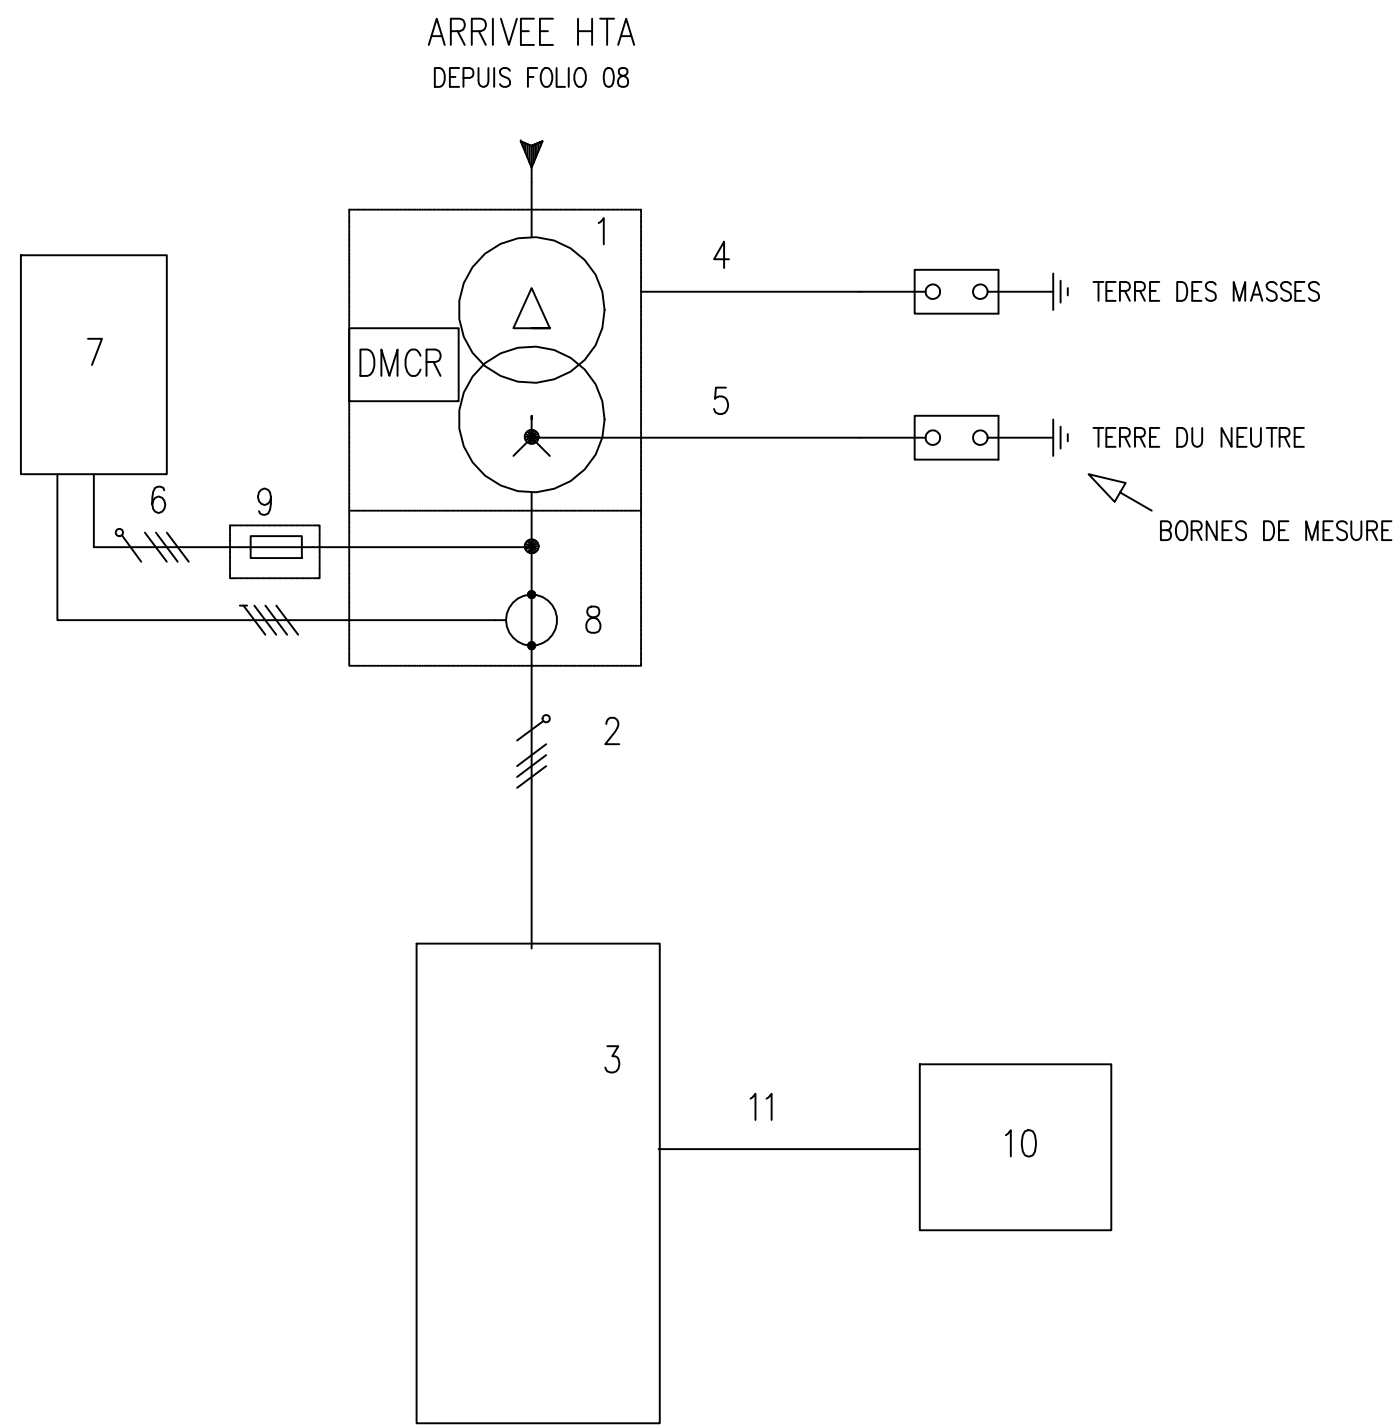 ARRIVEE HTA
DEPUIS FOLIO 08
1
4
TERRE DES MASSES
7
DMCR
5
TERRE DU NEUTRE
6
9
BORNES DE MESURE
8
2
3
11
10